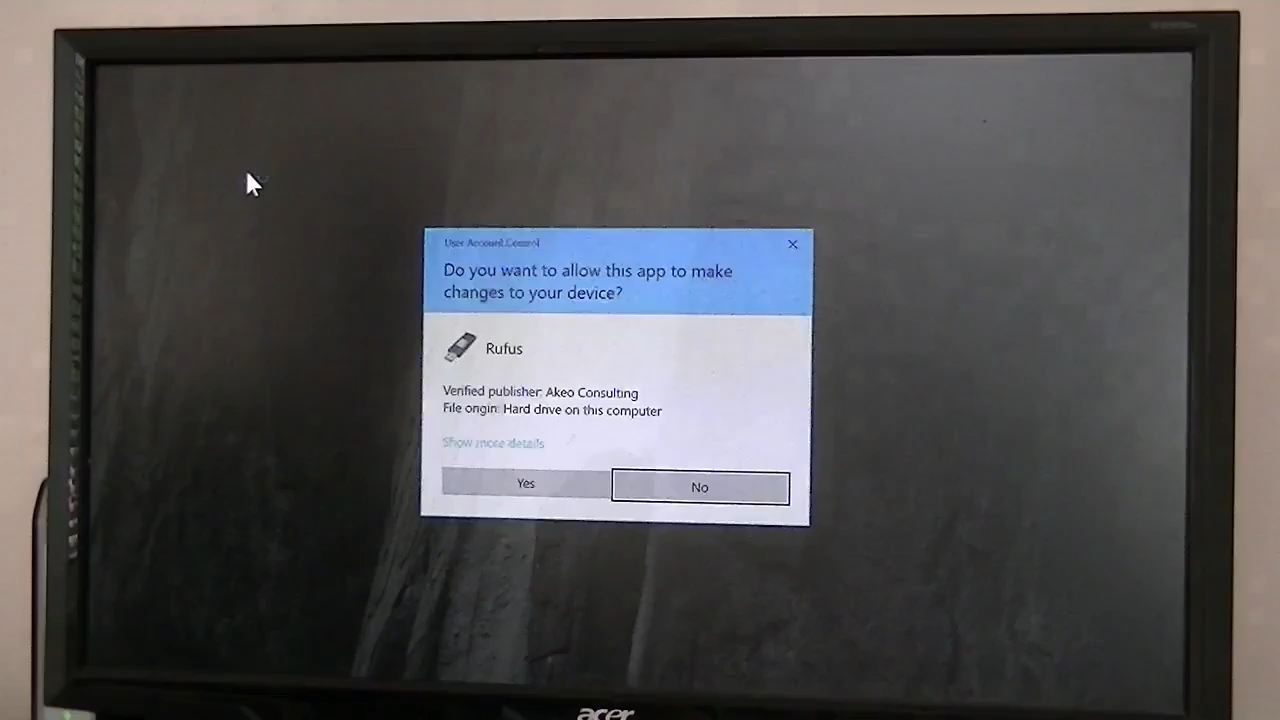 User Account Control
Do you want to allow this app to make
changes to your device?
Rufus
Verified publisher: Akeo Consulting
File origin: Hard drive on this computer
Show more details
Yes
No
acer